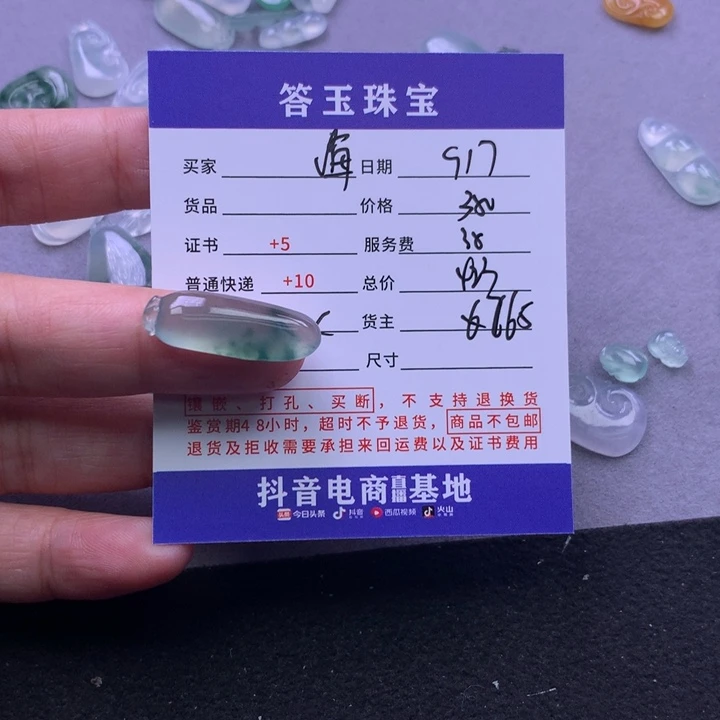 答玉珠宝
买家 海 日期 917
货品 价格 380
证书 +5 服务费 38
普通快递 +10 总价 433
货主
尺寸
镶嵌、打孔、买断，不支持退换货
鉴赏期48小时，超时不予退货，商品不包邮
退货及拒收需要承担来回运费以及证书费用
抖音电商直播基地
头条 今日头条 抖音 西瓜视频 火山